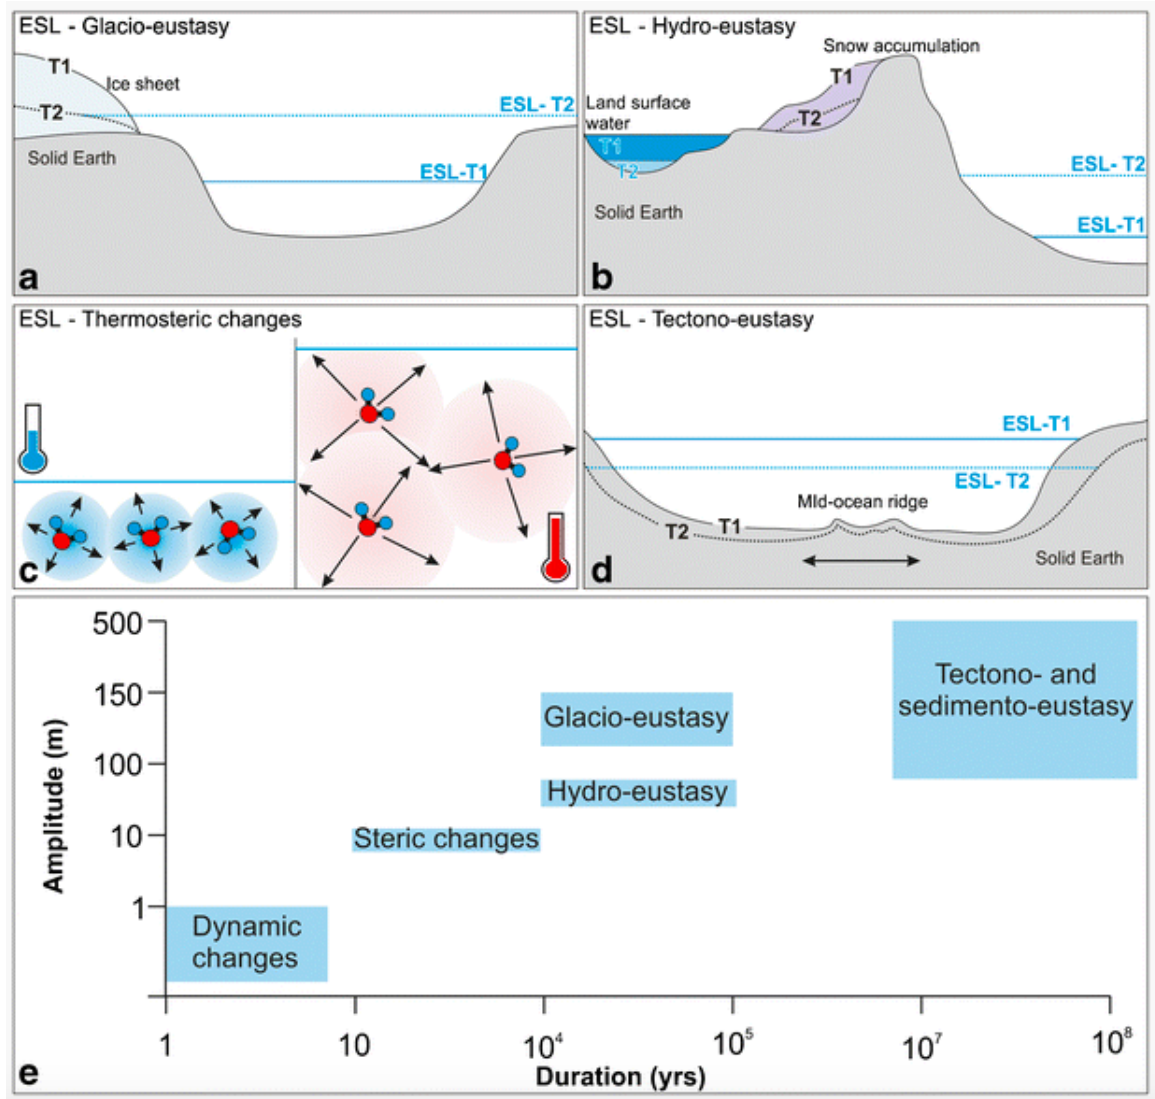 ESL - Glacio-eustasy
T1
Ice sheet
T2
ESL- T2
Solid Earth
ESL-T1
a
ESL - Hydro-eustasy
Snow accumulation
T1
Land surface
water
T2
T1
T2
ESL- T2
Solid Earth
ESL-T1
b
ESL - Thermosteric changes
c
ESL - Tectono-eustasy
ESL-T1
ESL- T2
MId-ocean ridge
T2
T1
Solid Earth
d
500
150
100
10
1
Amplitude (m)
Tectono- and
sedimento-eustasy
Glacio-eustasy
Hydro-eustasy
Steric changes
Dynamic
changes
1 10 10⁴ 10⁵ 10⁷ 10⁸
Duration (yrs)
e